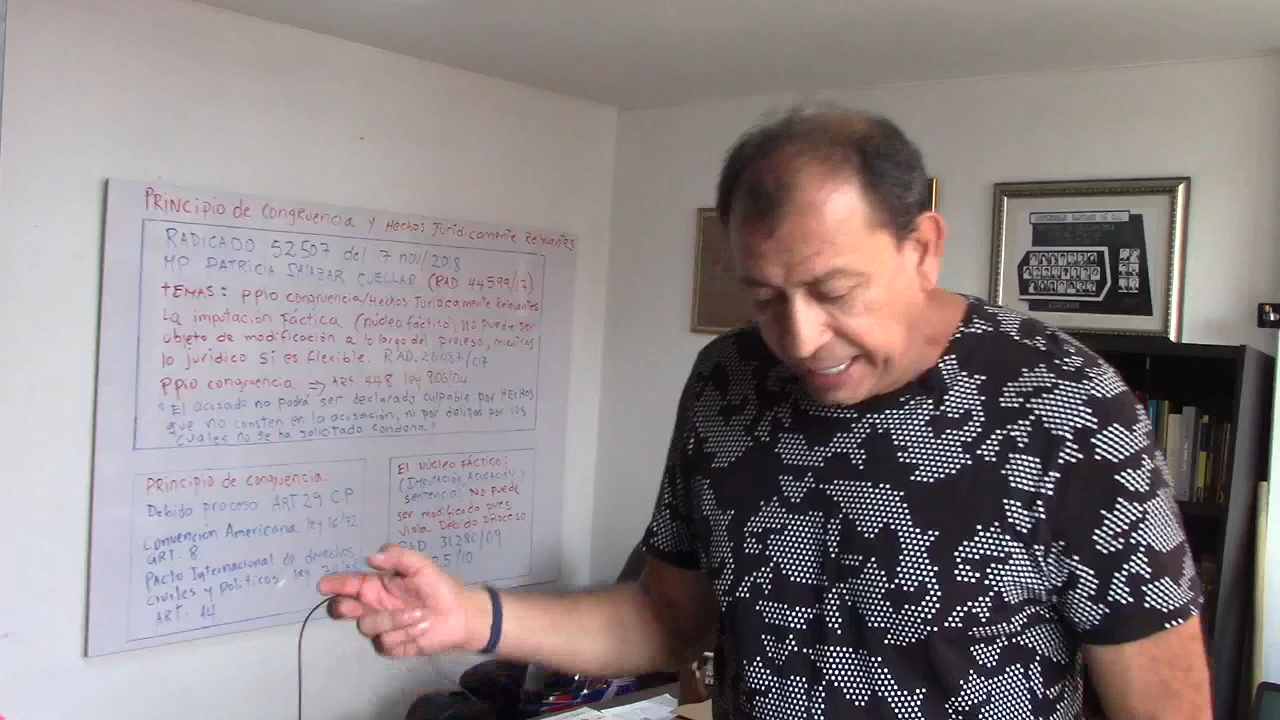 PRINCIPIO de CONGRUENCIA y Hechos Jurídicamente Relevantes
RADICADO 52507 del 7 nov/2018
MP PATRICIA SALAZAR CUELLAR (RAD 44599/17)
TEMAS: PPIO congruencia/Hechos Jurídicamente Relevantes
La imputación Fáctica (núcleo fáctico), NO puede ser
objeto de modificación a lo largo del proceso, mientras
lo jurídico Si es flexible. RAD. 26087/07
PPIO congruencia => ART 448 ley 906/04
"El acusado no podrá ser declarado culpable por HECHOS
que no consten en la acusación, ni por delitos por los
cuales no se ha solicitado condena"
Principio de congruencia:
Debido proceso ART 29 C.P.
Convención Americana ley 16/72
ART. 8
Pacto Internacional de derechos
civiles y políticos, ley
ART. 14
El Núcleo Fáctico:
(Imputación, Acusación y
sentencia) NO puede
ser modificado pues
viola Debido proceso
RAD. 31280/09
5/10